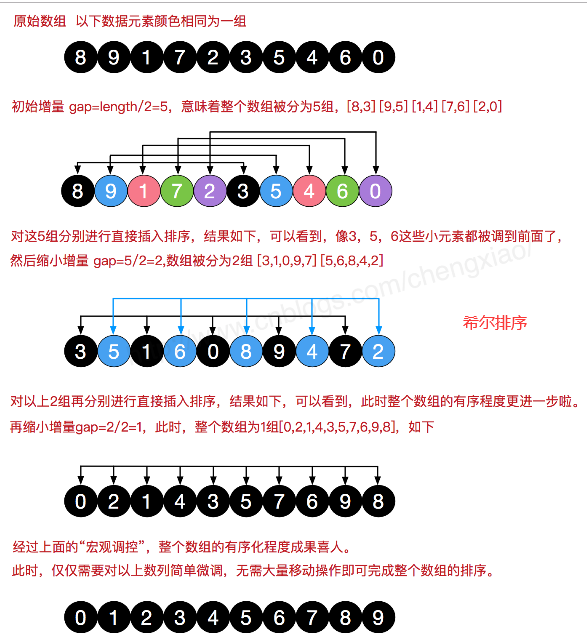 原始数组  以下数据元素颜色相同为一组
8 9 1 7 2 3 5 4 6 0
初始增量 gap=length/2=5，意味着整个数组被分为5组，[8,3][9,5][1,4][7,6][2,0]
8 9 1 7 2 3 5 4 6 0
对这5组分别进行直接插入排序，结果如下，可以看到，像3，5，6这些小元素都被调到前面了，
然后缩小增量 gap=5/2=2,数组被分为2组 [3,1,0,9,7][5,6,8,4,2]
www.cnblogs.com/chengxiao/
希尔排序
3 5 1 6 0 8 9 4 7 2
对以上2组再分别进行直接插入排序，结果如下，可以看到，此时整个数组的有序程度更进一步啦。
再缩小增量gap=2/2=1，此时，整个数组为1组[0,2,1,4,3,5,7,6,9,8]，如下
0 2 1 4 3 5 7 6 9 8
经过上面的“宏观调控”，整个数组的有序化程度成果喜人。
此时，仅仅需要对以上数列简单微调，无需大量移动操作即可完成整个数组的排序。
0 1 2 3 4 5 6 7 8 9